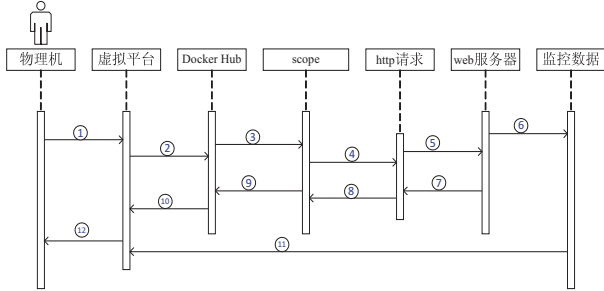 物理机 虚拟平台 Docker Hub scope http请求 web服务器 监控数据
① ② ③ ④ ⑤ ⑥
⑩ ⑨ ⑧ ⑦
⑫ ⑪